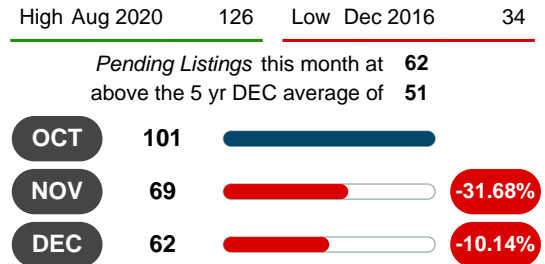 High Aug 2020 126 Low Dec 2016 34
Pending Listings this month at 62
above the 5 yr DEC average of 51
OCT 101
NOV 69 -31.68%
DEC 62 -10.14%